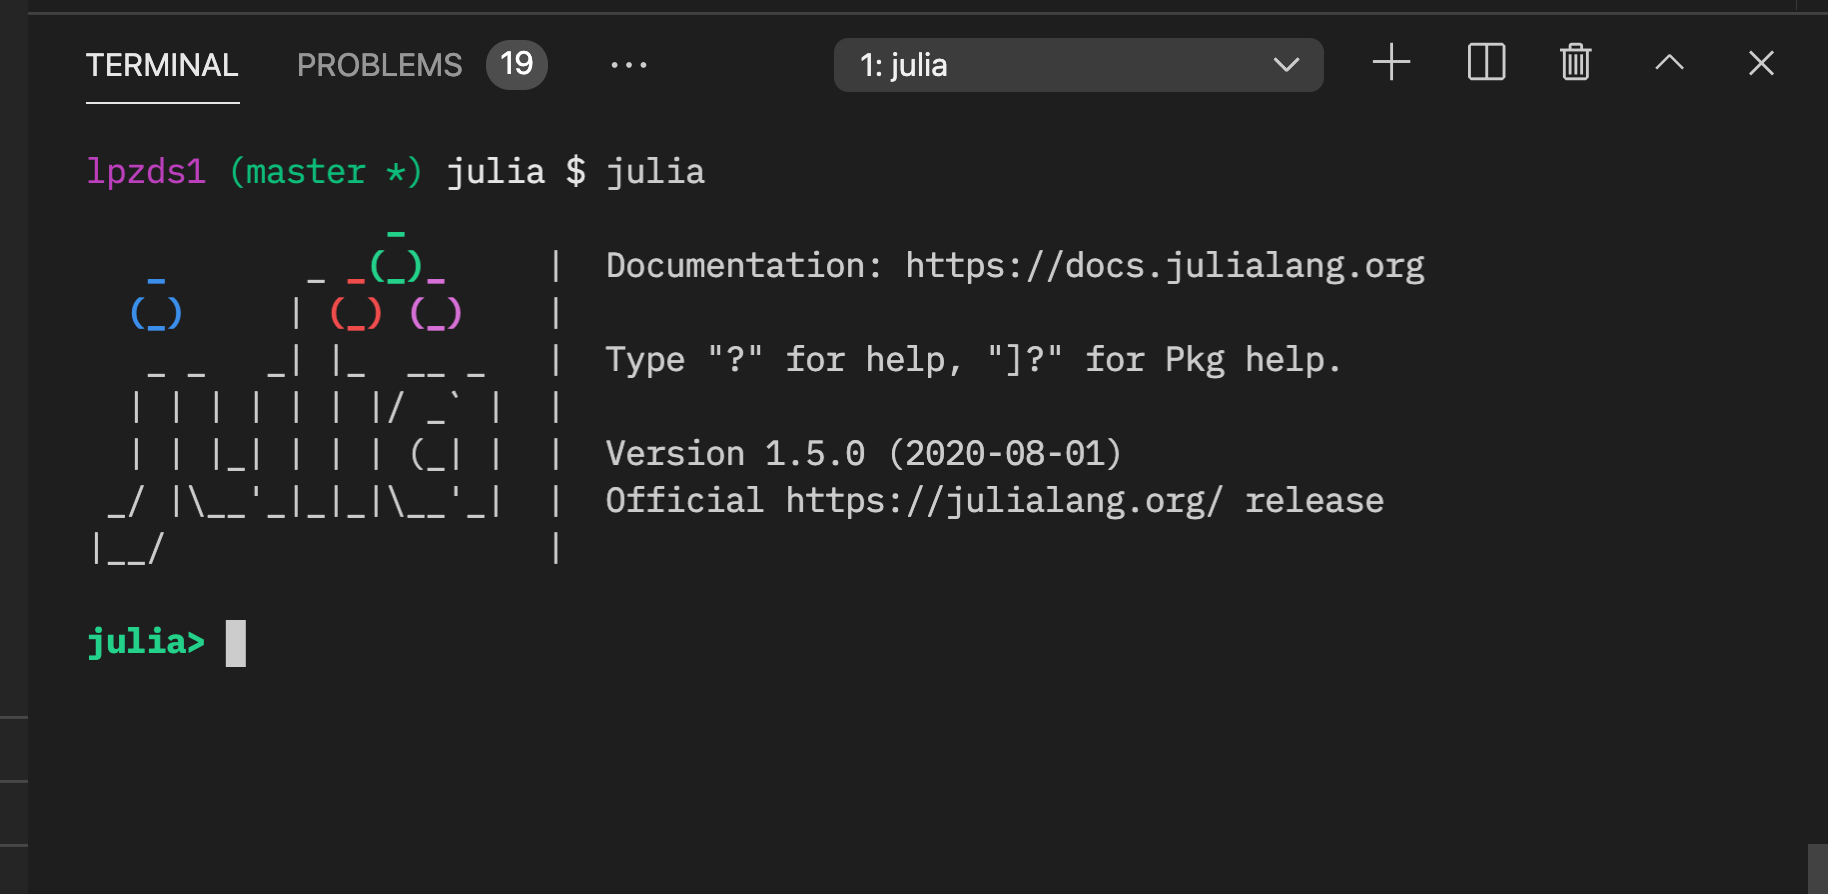 TERMINAL PROBLEMS 19 ··· 1: julia
lpzds1 (master *) julia $ julia
               _
   _       _ _(_)_     |  Documentation: https://docs.julialang.org
  (_)     | (_) (_)    |
   _ _   _| |_  __ _   |  Type "?" for help, "]?" for Pkg help.
  | | | | | | |/ _` |  |
  | | |_| | | | (_| |  |  Version 1.5.0 (2020-08-01)
 _/ |\__'_|_|_|\__'_|  |  Official https://julialang.org/ release
|__/                   |
julia>